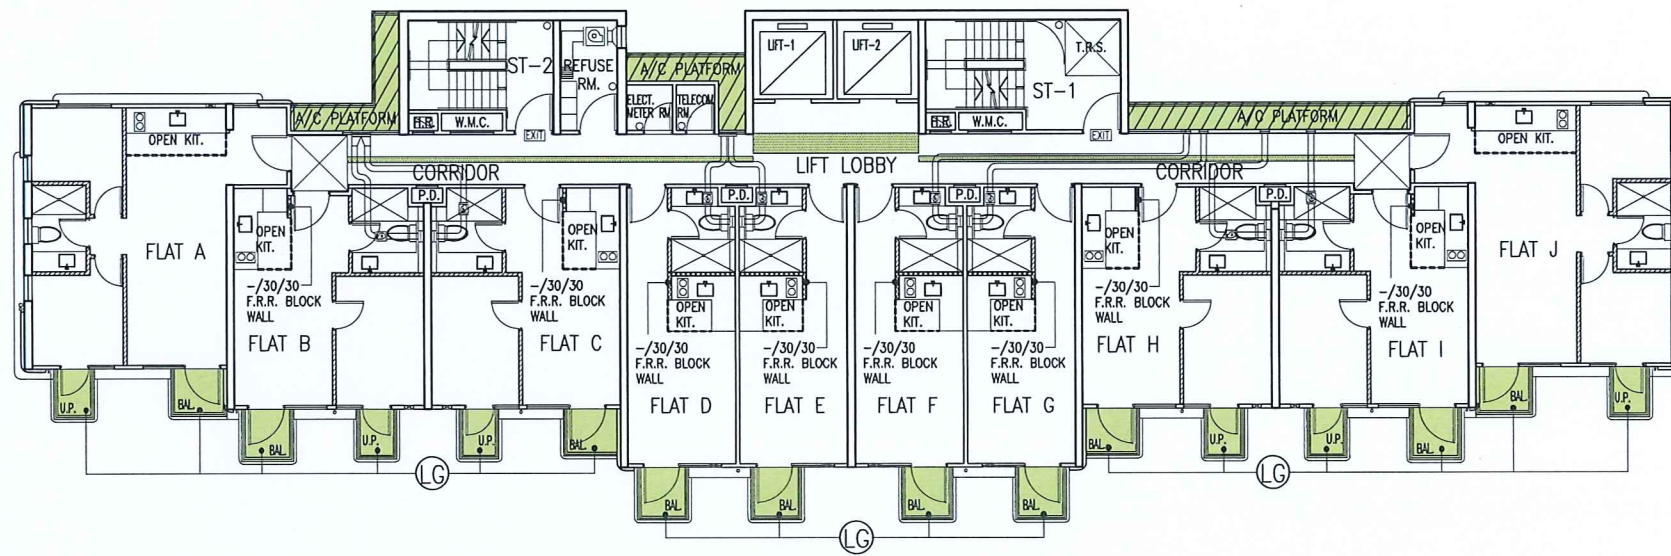 LIFT-1
LIFT-2
T.R.S.
ST-2
REFUSE
RM.
A/C PLATFORM
ST-1
ELECT.
METER RM.
TELECOM
RM.
H.R.
W.M.C.
EXIT
H.R.
W.M.C.
EXIT
A/C PLATFORM
A/C PLATFORM
OPEN KIT.
OPEN KIT.
CORRIDOR
LIFT LOBBY
CORRIDOR
P.D.
P.D.
P.D.
P.D.
FLAT A
OPEN
KIT.
OPEN
KIT.
OPEN
KIT.
OPEN
KIT.
FLAT J
-/30/30
F.R.R. BLOCK
WALL
-/30/30
F.R.R. BLOCK
WALL
-/30/30
F.R.R. BLOCK
WALL
-/30/30
F.R.R. BLOCK
WALL
OPEN
KIT.
OPEN
KIT.
OPEN
KIT.
OPEN
KIT.
FLAT B
FLAT C
-/30/30
F.R.R. BLOCK
WALL
-/30/30
F.R.R. BLOCK
WALL
-/30/30
F.R.R. BLOCK
WALL
-/30/30
F.R.R. BLOCK
WALL
FLAT H
FLAT I
FLAT D
FLAT E
FLAT F
FLAT G
U.P.
BAL.
BAL.
U.P.
BAL.
U.P.
U.P.
BAL.
BAL.
U.P.
U.P.
BAL.
LG
LG
BAL.
BAL.
BAL.
BAL.
LG